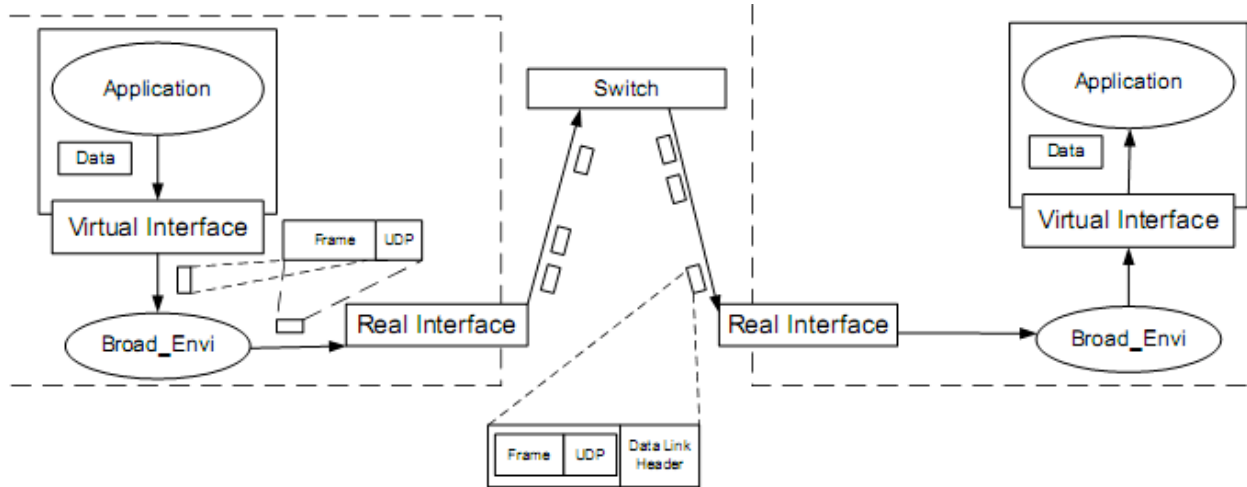 Application
Data
Virtual Interface
Frame UDP
Broad_Envi
Real Interface
Switch
Frame UDP Data Link
Header
Real Interface
Application
Data
Virtual Interface
Broad_Envi